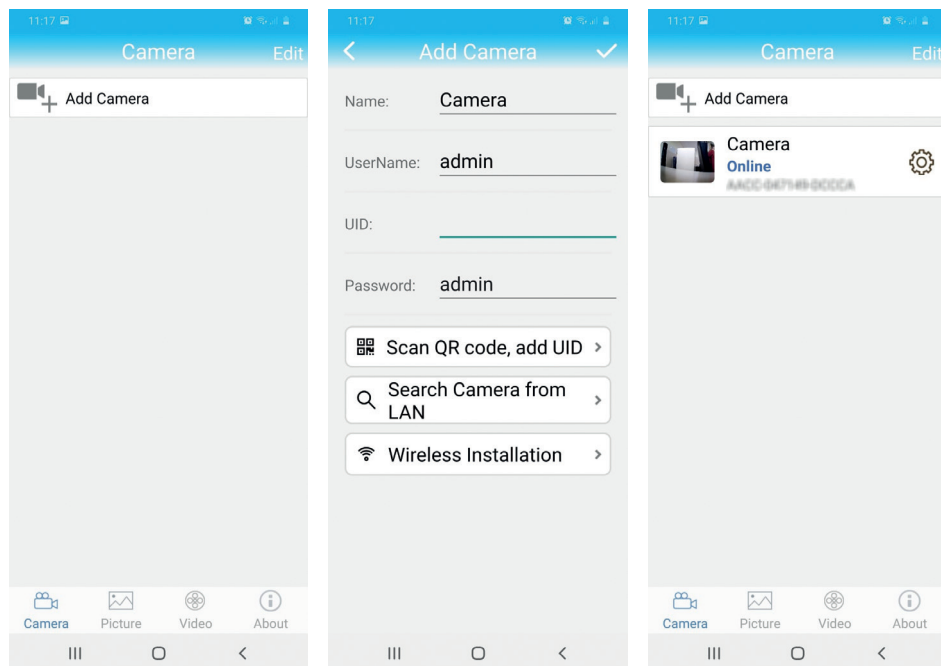 11:17
Camera
Edit
Add Camera
Camera
Picture
Video
About
11:17
Add Camera
Name: Camera
UserName: admin
UID:
Password: admin
Scan QR code, add UID
Search Camera from
LAN
Wireless Installation
11:17
Camera
Edit
Add Camera
Camera
Online
Camera
Picture
Video
About